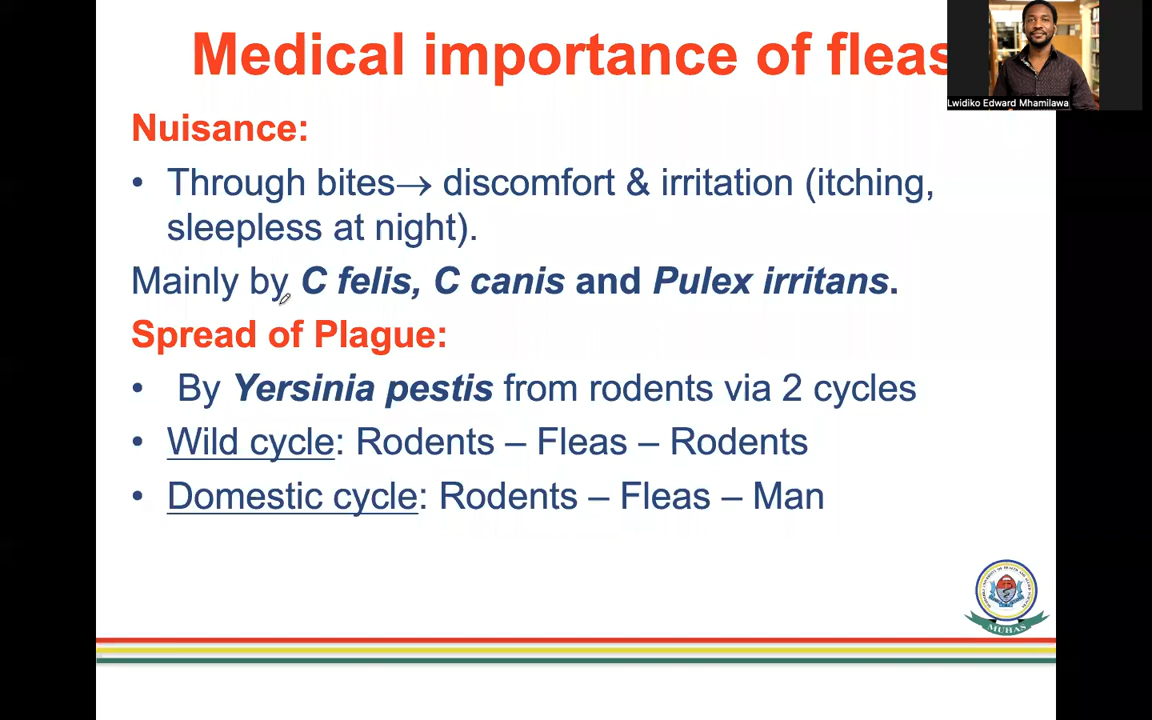 Medical importance of fleas
Lwidiko Edward Mhamilawa
Nuisance:
• Through bites→ discomfort & irritation (itching,
sleepless at night).
Mainly by C felis, C canis and Pulex irritans.
Spread of Plague:
• By Yersinia pestis from rodents via 2 cycles
• Wild cycle: Rodents – Fleas – Rodents
• Domestic cycle: Rodents – Fleas – Man
MUHAS